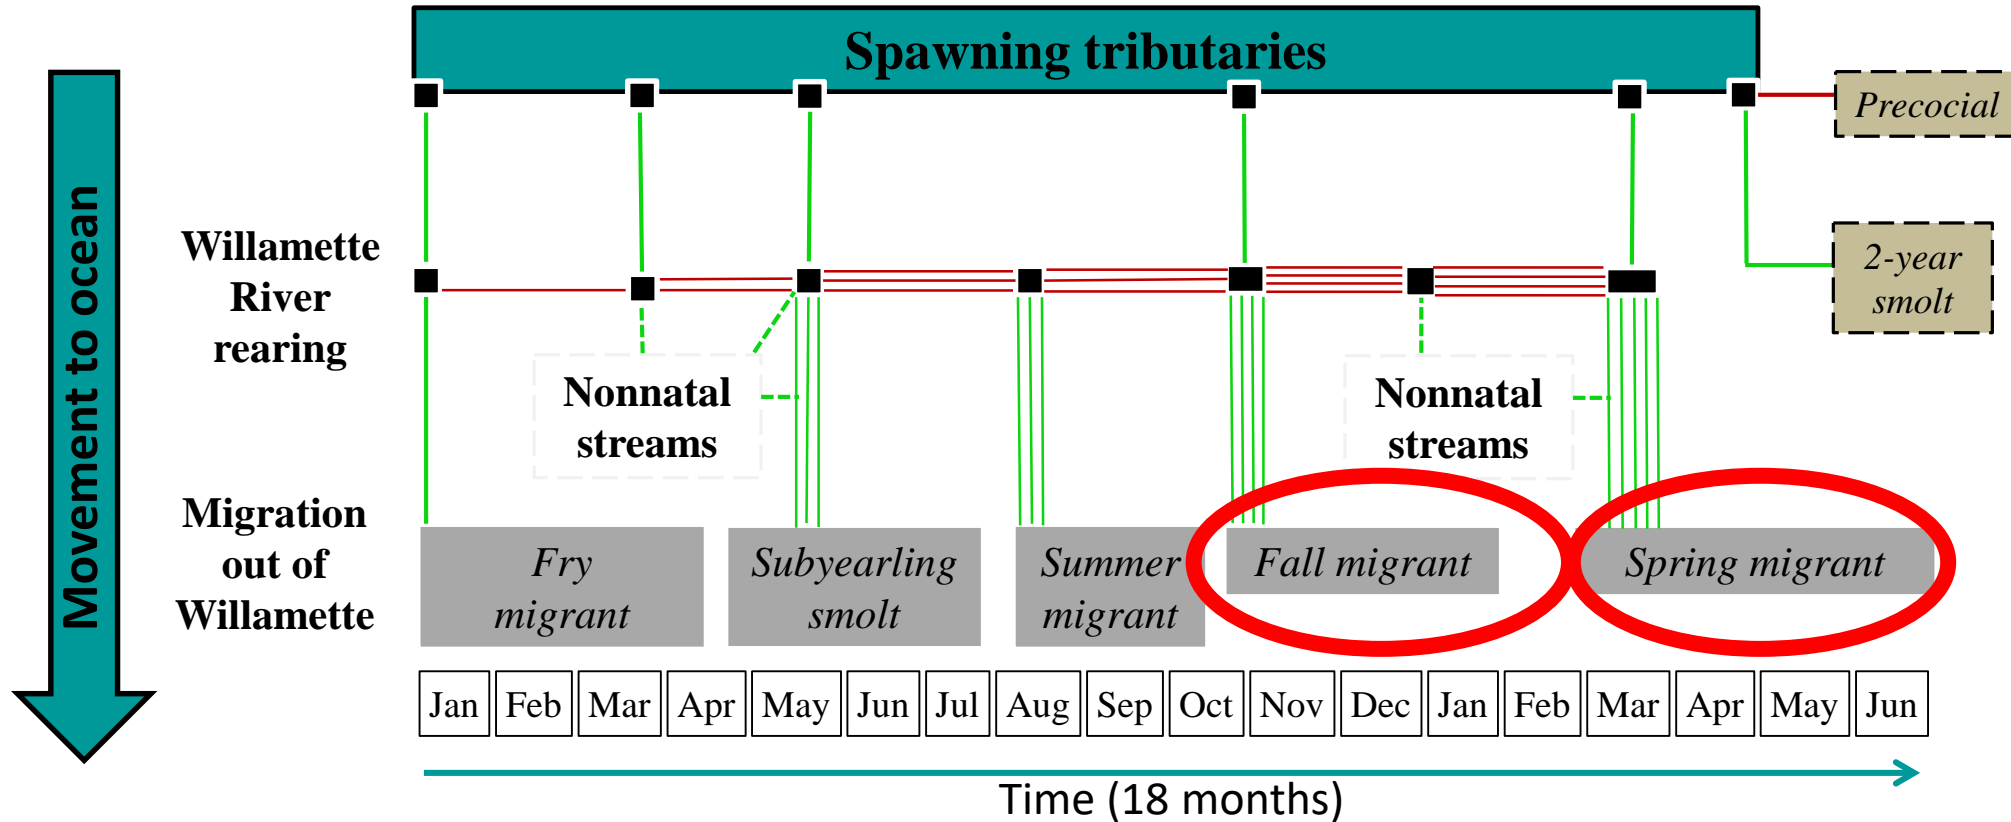 Spawning tributaries
Precocial
Movement to ocean
Willamette
River
rearing
2-year
smolt
Nonnatal
streams
Nonnatal
streams
Migration
out of
Willamette
Fry
migrant
Subyearling
smolt
Summer
migrant
Fall migrant
Spring migrant
Jan Feb Mar Apr May Jun Jul Aug Sep Oct Nov Dec Jan Feb Mar Apr May Jun
Time (18 months)